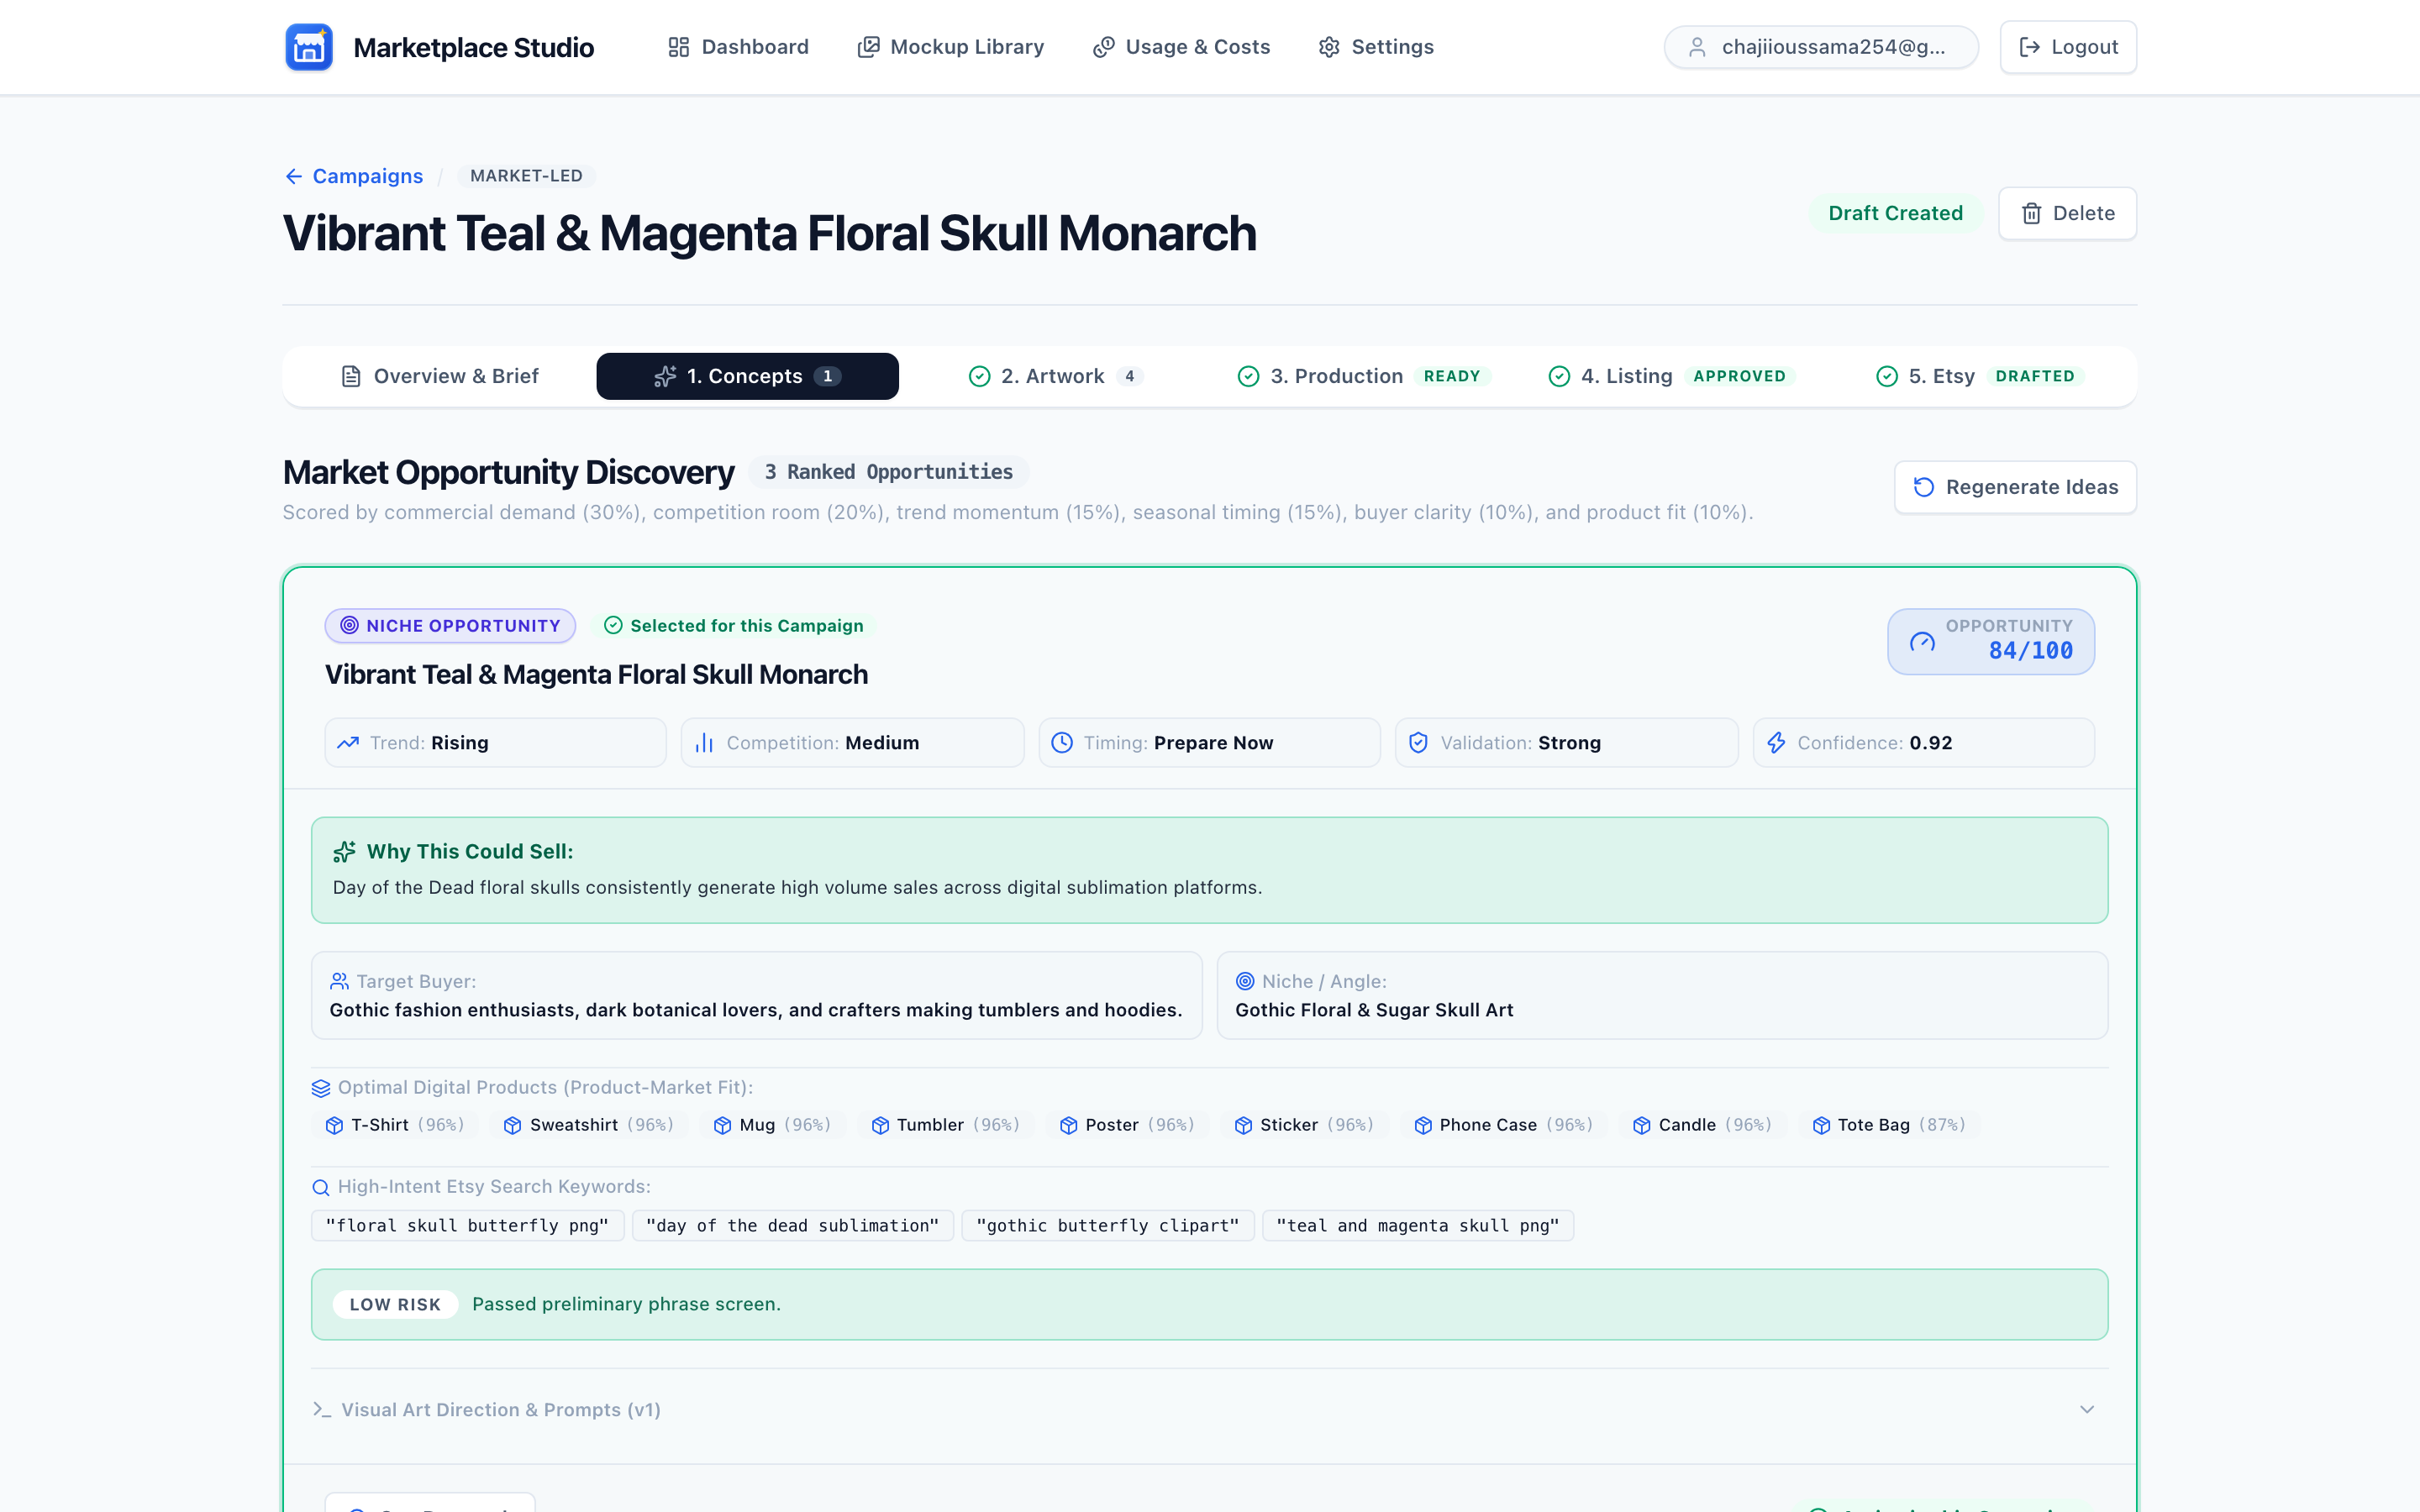 Marketplace Studio
Dashboard
Mockup Library
Usage & Costs
Settings
chajiioussama254@g...
Logout
Campaigns / MARKET-LED
Vibrant Teal & Magenta Floral Skull Monarch
Draft Created
Delete
Overview & Brief
1. Concepts 1
2. Artwork 4
3. Production READY
4. Listing APPROVED
5. Etsy DRAFTED
Market Opportunity Discovery 3 Ranked Opportunities
Scored by commercial demand (30%), competition room (20%), trend momentum (15%), seasonal timing (15%), buyer clarity (10%), and product fit (10%).
Regenerate Ideas
NICHE OPPORTUNITY
Selected for this Campaign
OPPORTUNITY
84/100
Vibrant Teal & Magenta Floral Skull Monarch
Trend: Rising
Competition: Medium
Timing: Prepare Now
Validation: Strong
Confidence: 0.92
Why This Could Sell:
Day of the Dead floral skulls consistently generate high volume sales across digital sublimation platforms.
Target Buyer:
Gothic fashion enthusiasts, dark botanical lovers, and crafters making tumblers and hoodies.
Niche / Angle:
Gothic Floral & Sugar Skull Art
Optimal Digital Products (Product-Market Fit):
T-Shirt (96%)
Sweatshirt (96%)
Mug (96%)
Tumbler (96%)
Poster (96%)
Sticker (96%)
Phone Case (96%)
Candle (96%)
Tote Bag (87%)
High-Intent Etsy Search Keywords:
"floral skull butterfly png"
"day of the dead sublimation"
"gothic butterfly clipart"
"teal and magenta skull png"
LOW RISK
Passed preliminary phrase screen.
Visual Art Direction & Prompts (v1)